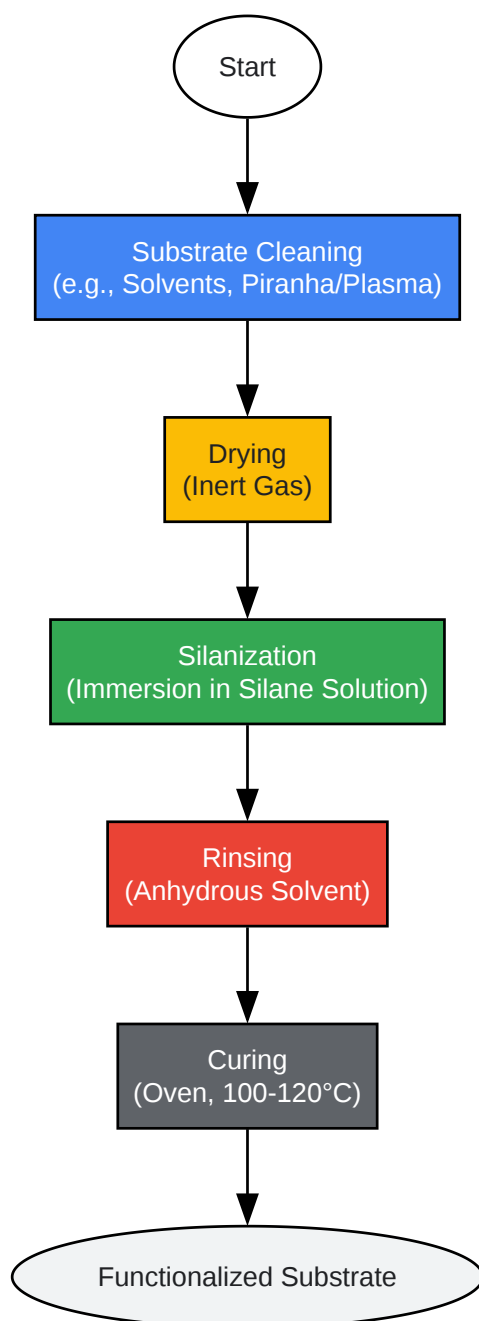 Start
Substrate Cleaning
(e.g., Solvents, Piranha/Plasma)
Drying
(Inert Gas)
Silanization
(Immersion in Silane Solution)
Rinsing
(Anhydrous Solvent)
Curing
(Oven, 100-120°C)
Functionalized Substrate